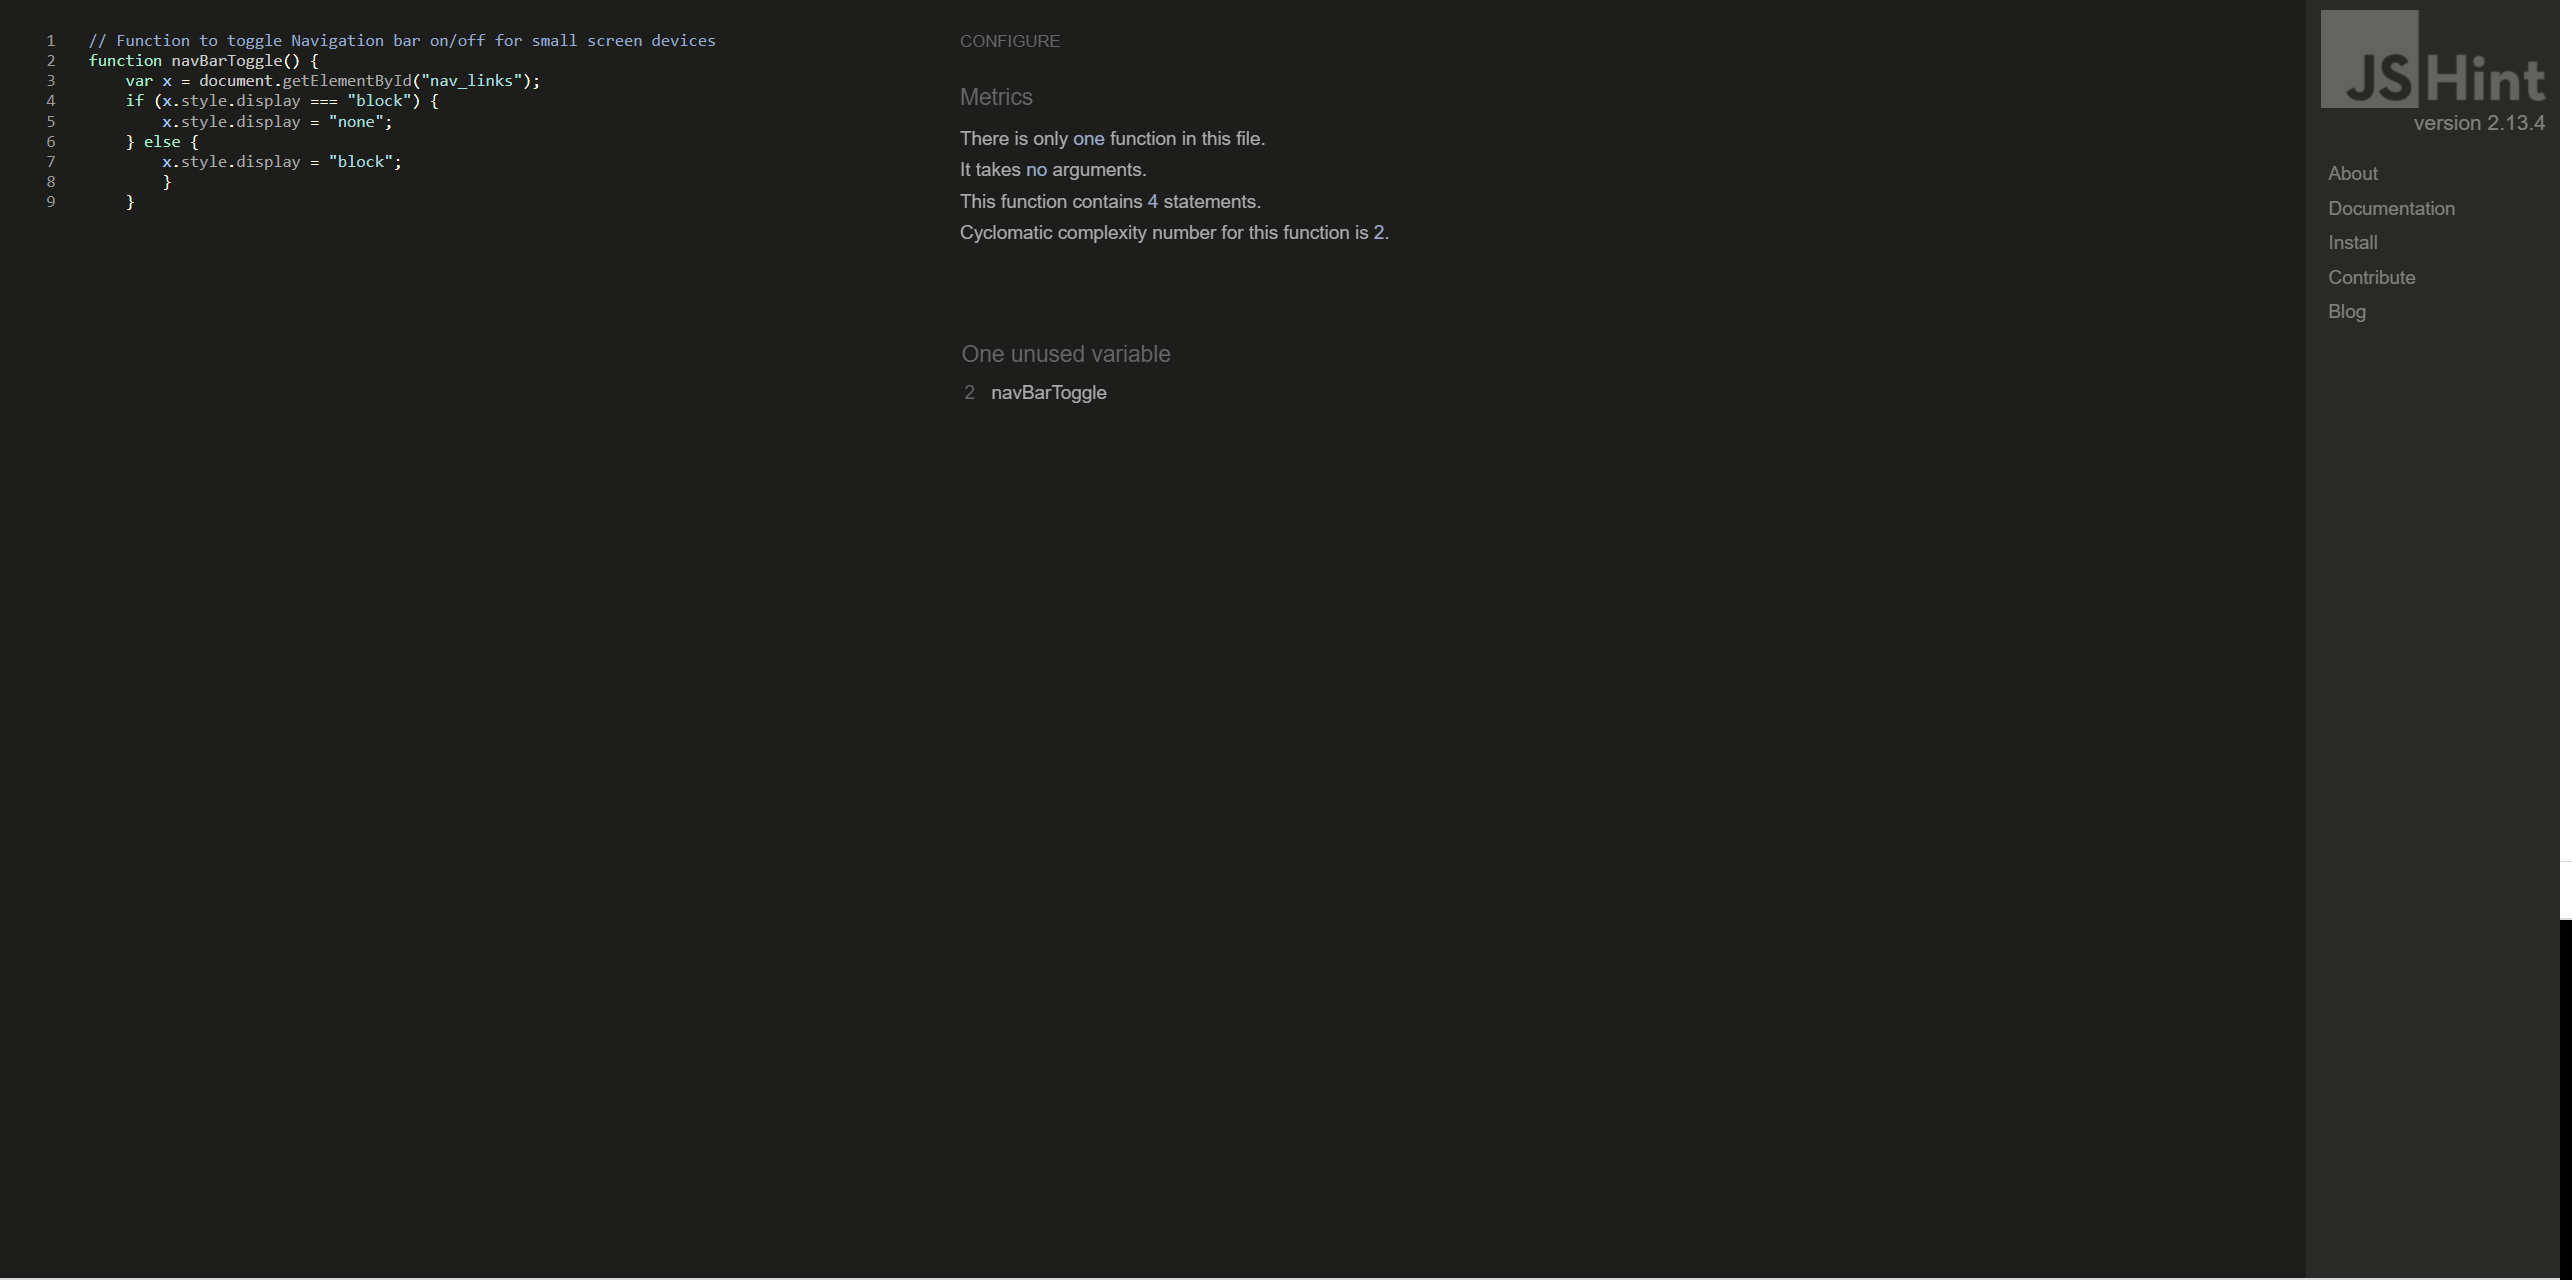 1 // Function to toggle Navigation bar on/off for small screen devices
2 function navBarToggle() {
3     var x = document.getElementById("nav_links");
4     if (x.style.display === "block") {
5         x.style.display = "none";
6     } else {
7         x.style.display = "block";
8         }
9     }
CONFIGURE
Metrics
There is only one function in this file.
It takes no arguments.
This function contains 4 statements.
Cyclomatic complexity number for this function is 2.
One unused variable
2 navBarToggle
JSHint
version 2.13.4
About
Documentation
Install
Contribute
Blog